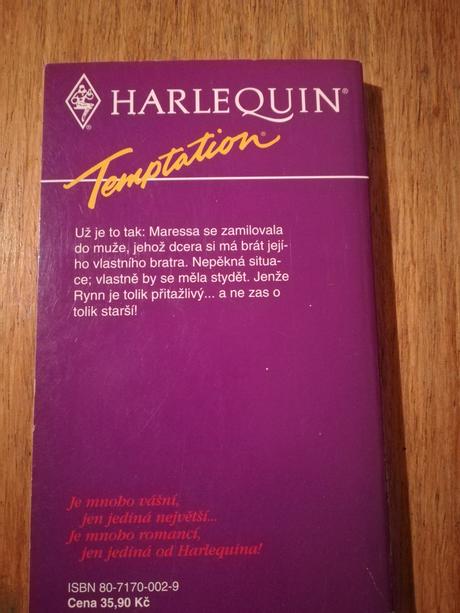 HARLEQUIN®
Temptation®
Už je to tak: Maressa se zamilovala
do muže, jehož dcera si má brát její-
ho vlastního bratra. Nepěkná situa-
ce; vlastně by se měla stydět. Jenže
Rynn je tolik přitažlivý... a ne zas o
tolik starší!
Je mnoho vášní,
jen jediná největší...
Je mnoho romancí,
jen jediná od Harlequina!
ISBN 80-7170-002-9
Cena 35,90 Kč